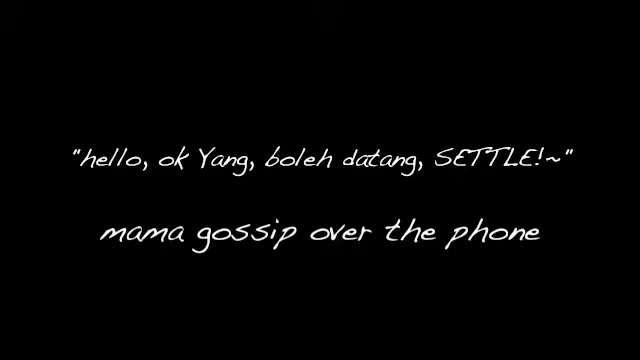 "hello, ok Yang, boleh datang, SETTLE!~"
mama gossip over the phone